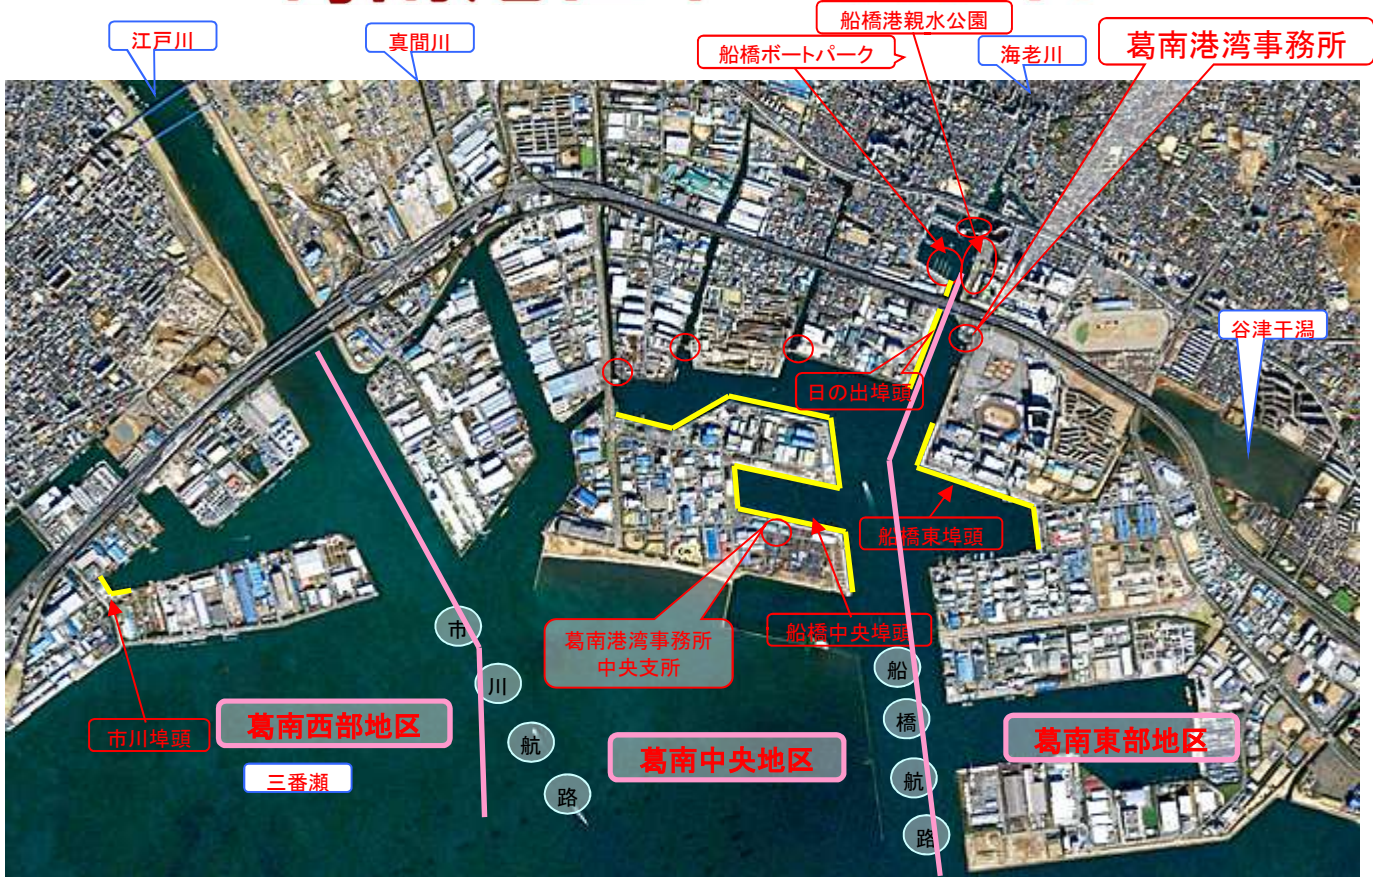 江戸川
真間川
船橋港親水公園
船橋ボートパーク
海老川
葛南港湾事務所
谷津干潟
日の出埠頭
船橋東埠頭
葛南港湾事務所
中央支所
船橋中央埠頭
市川埠頭
葛南西部地区
三番瀬
市
川
航
路
葛南中央地区
船
橋
航
路
葛南東部地区